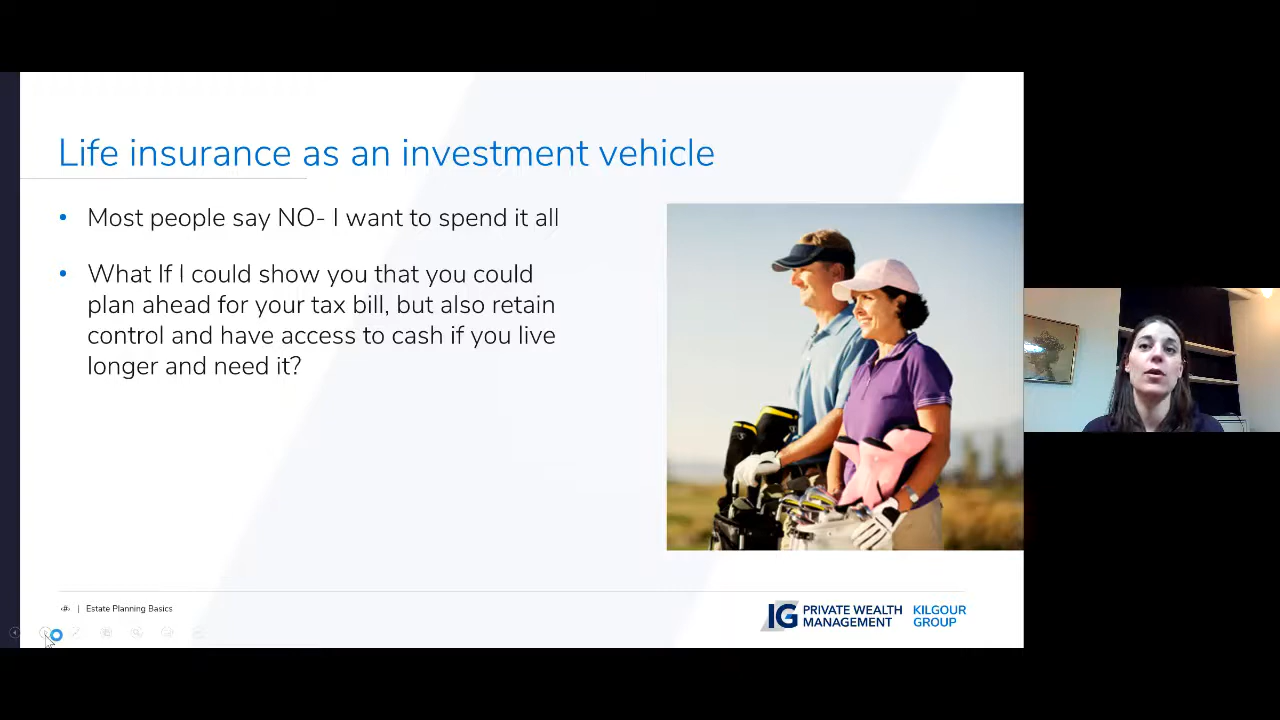 Life insurance as an investment vehicle
• Most people say NO- I want to spend it all
• What If I could show you that you could
plan ahead for your tax bill, but also retain
control and have access to cash if you live
longer and need it?
‹#› | Estate Planning Basics
IG PRIVATE WEALTH MANAGEMENT
KILGOUR GROUP